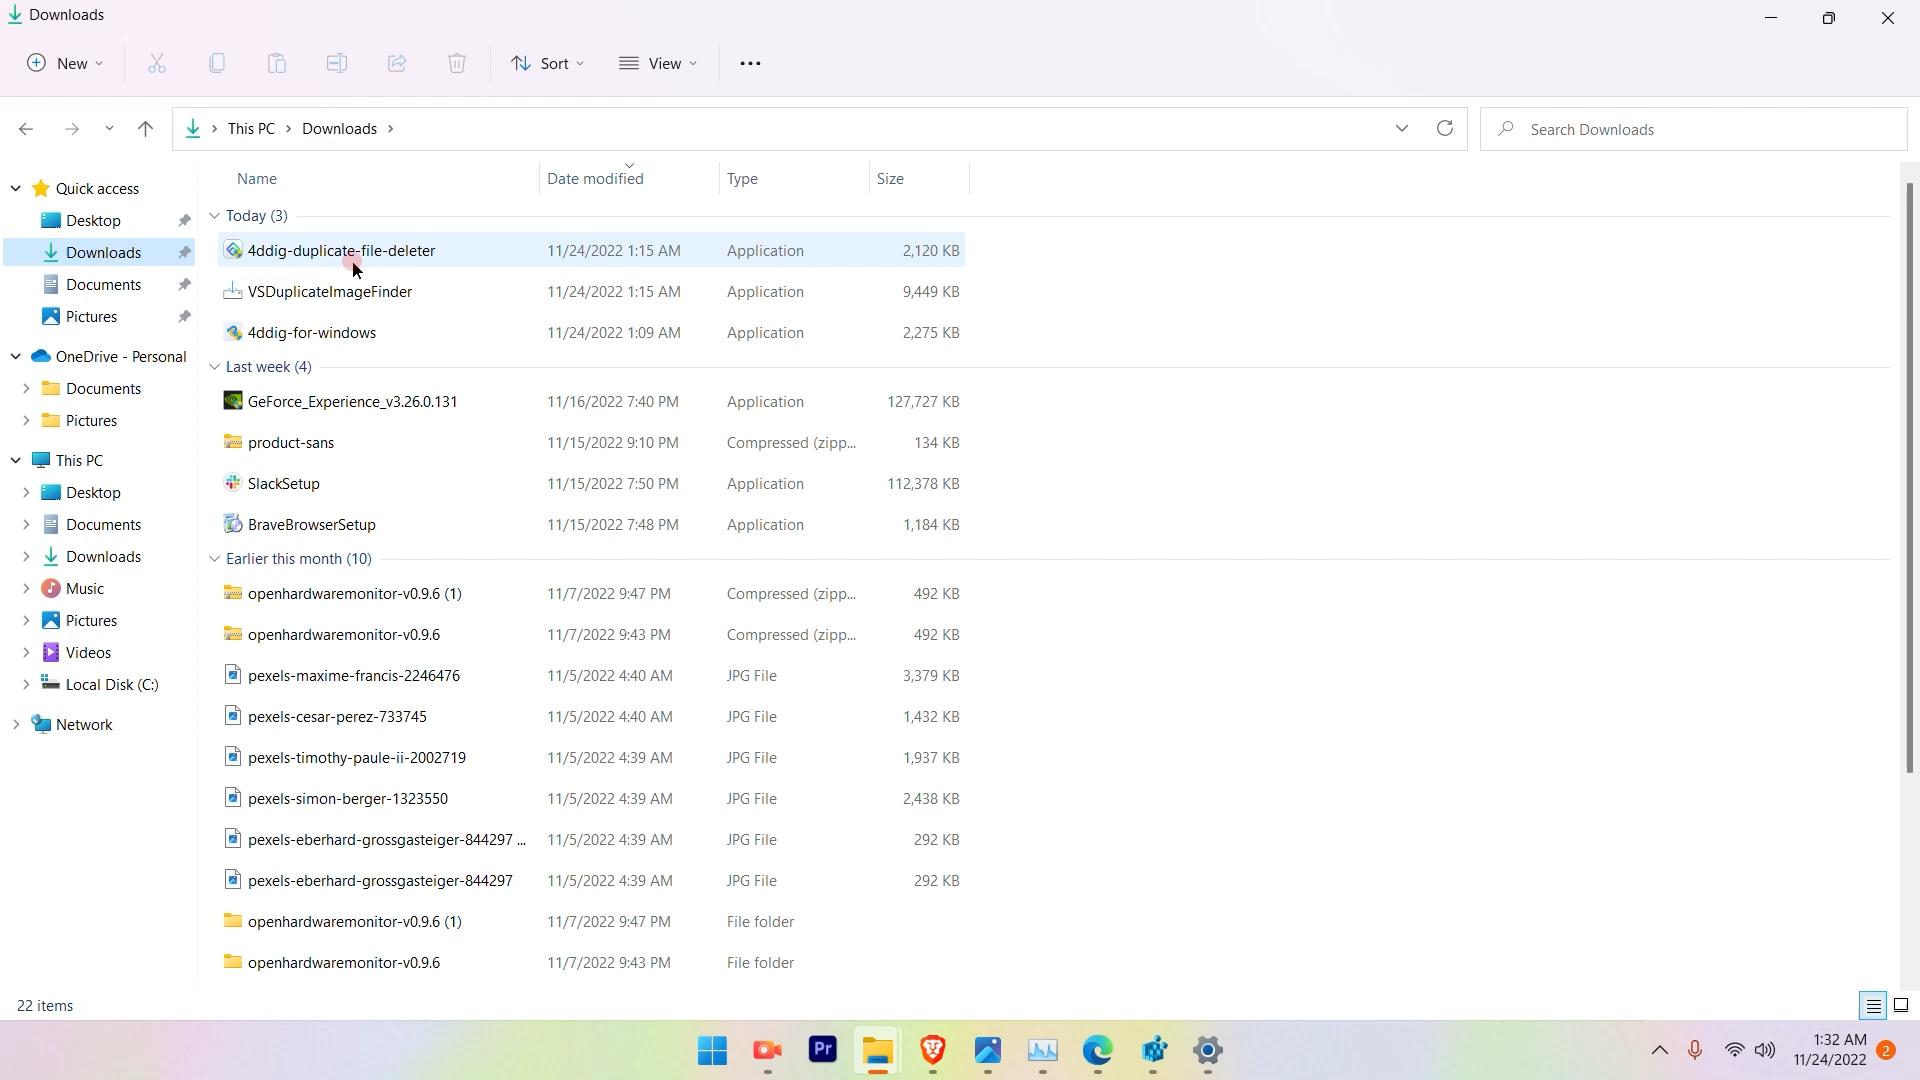 Downloads
New Sort View
This PC Downloads Search Downloads
Name Date modified Type Size
Quick access
Desktop
Downloads
Documents
Pictures
OneDrive - Personal
Documents
Pictures
This PC
Desktop
Documents
Downloads
Music
Pictures
Videos
Local Disk (C:)
Network
Today (3)
4ddig-duplicate-file-deleter 11/24/2022 1:15 AM Application 2,120 KB
VSDuplicateImageFinder 11/24/2022 1:15 AM Application 9,449 KB
4ddig-for-windows 11/24/2022 1:09 AM Application 2,275 KB
Last week (4)
GeForce_Experience_v3.26.0.131 11/16/2022 7:40 PM Application 127,727 KB
product-sans 11/15/2022 9:10 PM Compressed (zipp... 134 KB
SlackSetup 11/15/2022 7:50 PM Application 112,378 KB
BraveBrowserSetup 11/15/2022 7:48 PM Application 1,184 KB
Earlier this month (10)
openhardwaremonitor-v0.9.6 (1) 11/7/2022 9:47 PM Compressed (zipp... 492 KB
openhardwaremonitor-v0.9.6 11/7/2022 9:43 PM Compressed (zipp... 492 KB
pexels-maxime-francis-2246476 11/5/2022 4:40 AM JPG File 3,379 KB
pexels-cesar-perez-733745 11/5/2022 4:40 AM JPG File 1,432 KB
pexels-timothy-paule-ii-2002719 11/5/2022 4:39 AM JPG File 1,937 KB
pexels-simon-berger-1323550 11/5/2022 4:39 AM JPG File 2,438 KB
pexels-eberhard-grossgasteiger-844297 ... 11/5/2022 4:39 AM JPG File 292 KB
pexels-eberhard-grossgasteiger-844297 11/5/2022 4:39 AM JPG File 292 KB
openhardwaremonitor-v0.9.6 (1) 11/7/2022 9:47 PM File folder
openhardwaremonitor-v0.9.6 11/7/2022 9:43 PM File folder
22 items
Pr
1:32 AM
11/24/2022 2